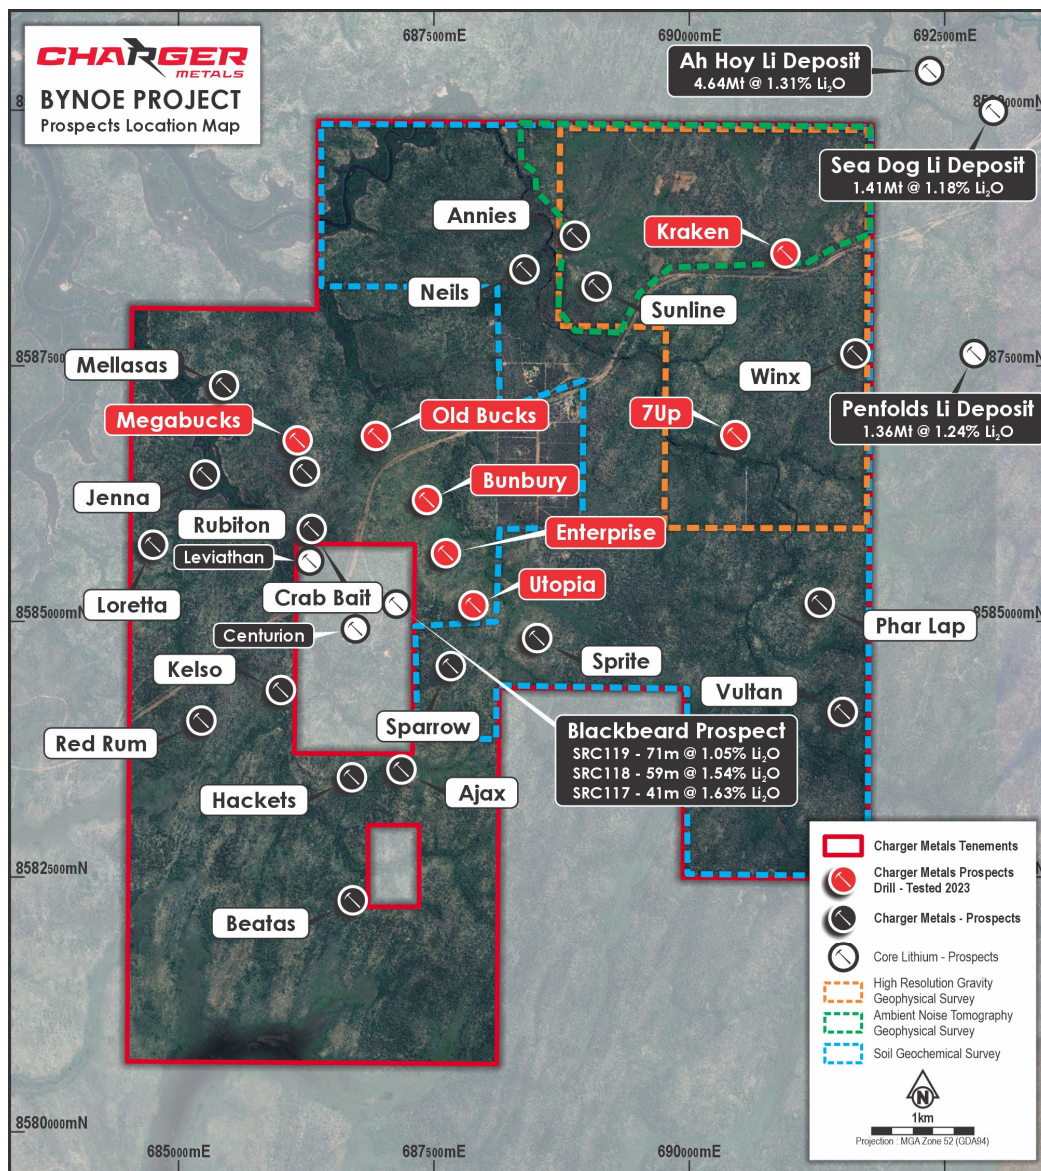 CHARGER
METALS
BYNOE PROJECT
Prospects Location Map
687500mE
690000mE
692500mE
Ah Hoy Li Deposit
4.64Mt @ 1.31% Li₂O
000mN
Sea Dog Li Deposit
1.41Mt @ 1.18% Li₂O
Annies
Kraken
Neils
Sunline
8587500mN
87500mN
Mellasas
Winx
Penfolds Li Deposit
1.36Mt @ 1.24% Li₂O
Megabucks
Old Bucks
7Up
Jenna
Bunbury
Rubiton
Enterprise
Leviathan
Loretta
Crab Bait
Utopia
8585000mN
8585000mN
Centurion
Phar Lap
Kelso
Sprite
Vultan
Sparrow
Red Rum
Blackbeard Prospect
SRC119 - 71m @ 1.05% Li₂O
SRC118 - 59m @ 1.54% Li₂O
SRC117 - 41m @ 1.63% Li₂O
Hackets
Ajax
8582500mN
Beatas
Charger Metals Tenements
Charger Metals Prospects
Drill - Tested 2023
Charger Metals - Prospects
Core Lithium - Prospects
High Resolution Gravity
Geophysical Survey
Ambient Noise Tomography
Geophysical Survey
Soil Geochemical Survey
N
1km
Projection : MGA Zone 52 (GDA94)
8580000mN
685000mE
687500mE
690000mE